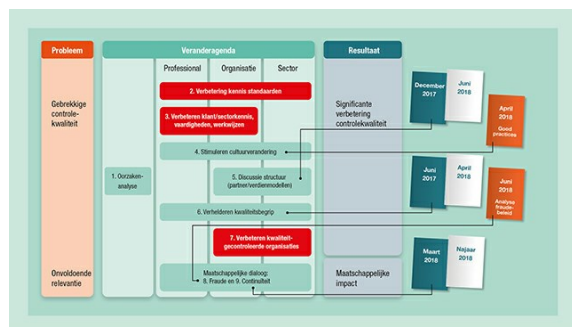 Probleem
Veranderagenda
Resultaat
Professional
Organisatie
Sector
Gebrekkige
controle-
kwaliteit
2. Verbetering kennis standaarden
3. Verbeteren klant/sectorkennis,
vaardigheden, werkwijzen
4. Stimuleren cultuurverandering
1. Oorzaken-
analyse
5. Discussie structuur
(partner/verdienmodellen)
6. Verhelderen kwaliteitsbegrip
7. Verbeteren kwaliteit-
gecontroleerde organisaties
Onvoldoende
relevantie
Maatschappelijke dialoog:
8. Fraude en 9. Continuïteit
Significante
verbetering
controlekwaliteit
Maatschappelijke
impact
December
2017
Juni
2018
April
2018
Good
practices
Juni
2017
April
2018
Juni
2018
Analyse
fraude-
beleid
Maart
2018
Najaar
2018